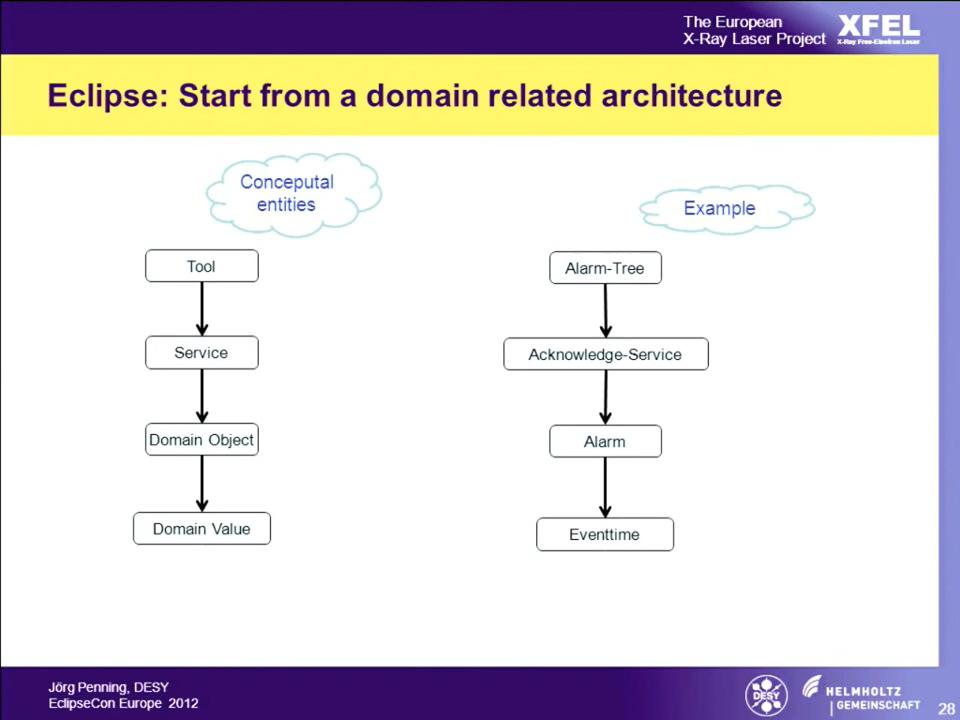 The European
X-Ray Laser Project
XFEL
X-Ray Free-Electron Laser
Eclipse: Start from a domain related architecture
Conceputal
entities
Example
Tool
Service
Domain Object
Domain Value
Alarm-Tree
Acknowledge-Service
Alarm
Eventtime
Jörg Penning, DESY
EclipseCon Europe 2012
DESY
HELMHOLTZ
GEMEINSCHAFT
28